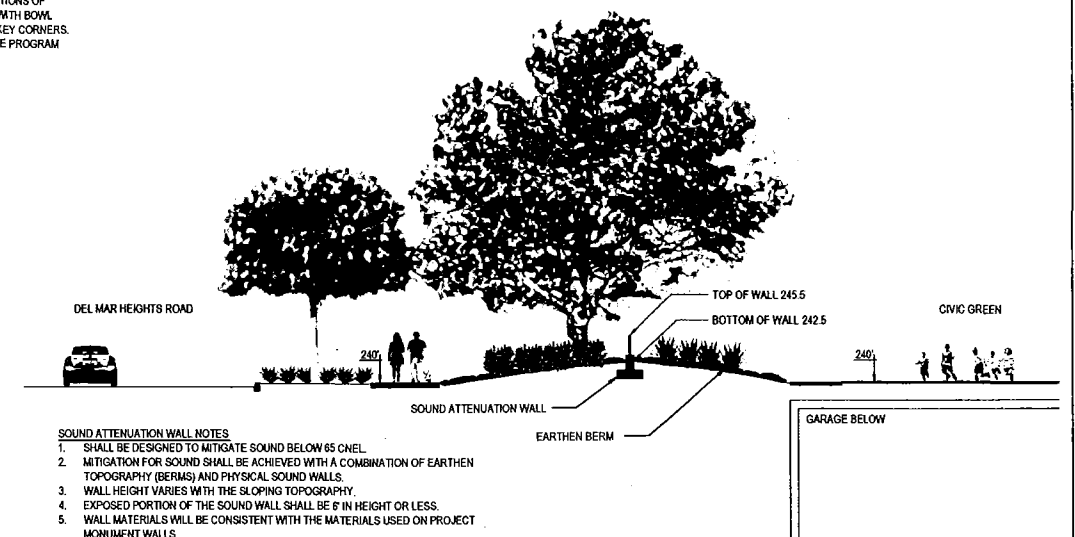 TIONS OF
WITH BOWL
KEY CORNERS.
E PROGRAM
DEL MAR HEIGHTS ROAD
TOP OF WALL 245.5
BOTTOM OF WALL 242.5
CIVIC GREEN
240'
240'
SOUND ATTENUATION WALL
EARTHEN BERM
GARAGE BELOW
SOUND ATTENUATION WALL NOTES
1. SHALL BE DESIGNED TO MITIGATE SOUND BELOW 65 CNEL.
2. MITIGATION FOR SOUND SHALL BE ACHIEVED WITH A COMBINATION OF EARTHEN
TOPOGRAPHY (BERMS) AND PHYSICAL SOUND WALLS.
3. WALL HEIGHT VARIES WITH THE SLOPING TOPOGRAPHY.
4. EXPOSED PORTION OF THE SOUND WALL SHALL BE 6' IN HEIGHT OR LESS.
5. WALL MATERIALS WILL BE CONSISTENT WITH THE MATERIALS USED ON PROJECT
MONUMENT WALLS